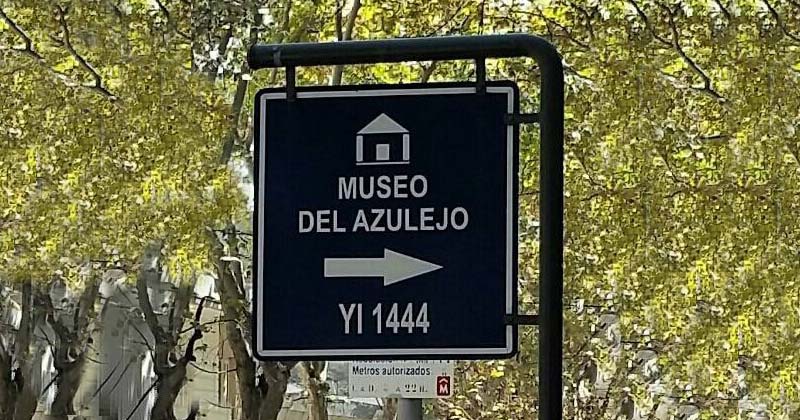 MUSEO
DEL AZULEJO
YI 1444
Metros autorizados
M